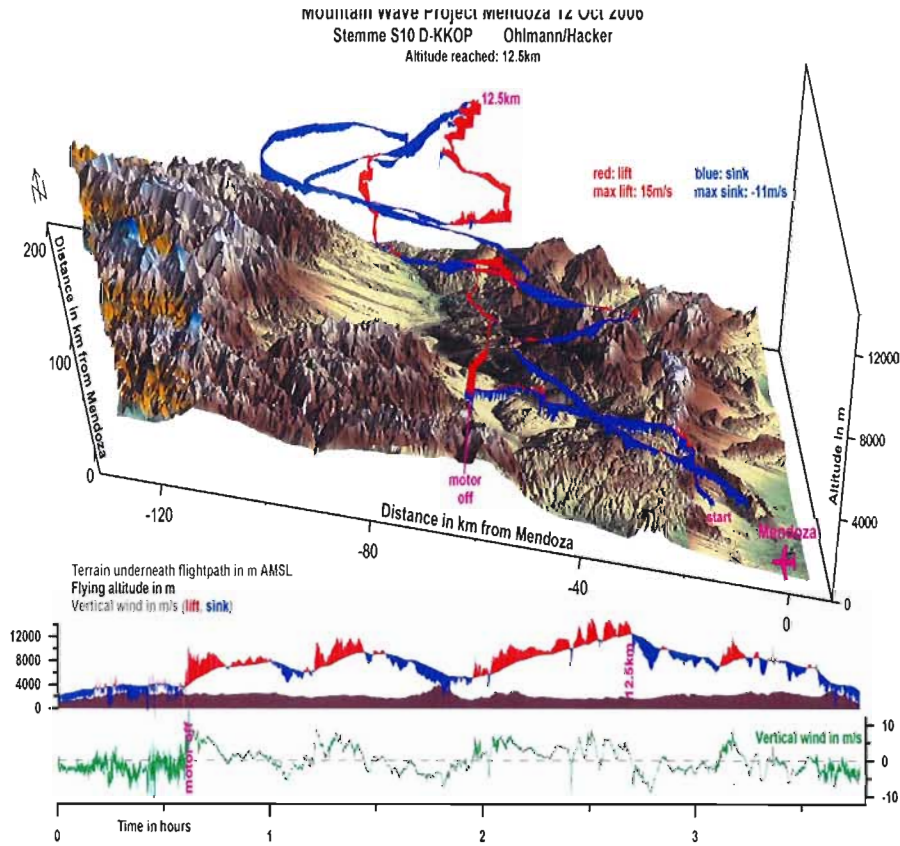 Mountain Wave Project Mendoza 12 Oct 2006
Stemme S10 D-KKOP Ohlmann/Hacker
Altitude reached: 12.5km
12.5km
red: lift blue: sink
max lift: 15m/s max sink: -11m/s
N
200
100
0
Distance in km from Mendoza
12000
8000
4000
0
Altitude in m
motor
off
start
Mendoza
-120
-80
-40
0
Distance in km from Mendoza
Terrain underneath flightpath in m AMSL
Flying altitude in m
Vertical wind in m/s (lift, sink)
12000
8000
4000
0
12.5km
motor off
Vertical wind in m/s
10
0
-10
Time in hours
0
1
2
3